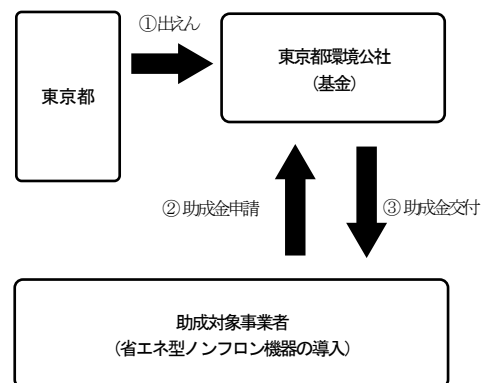 ①出えん
東京都環境公社
(基金)
東京都
②助成金申請
③助成金交付
助成対象事業者
(省エネ型ノンフロン機器の導入)